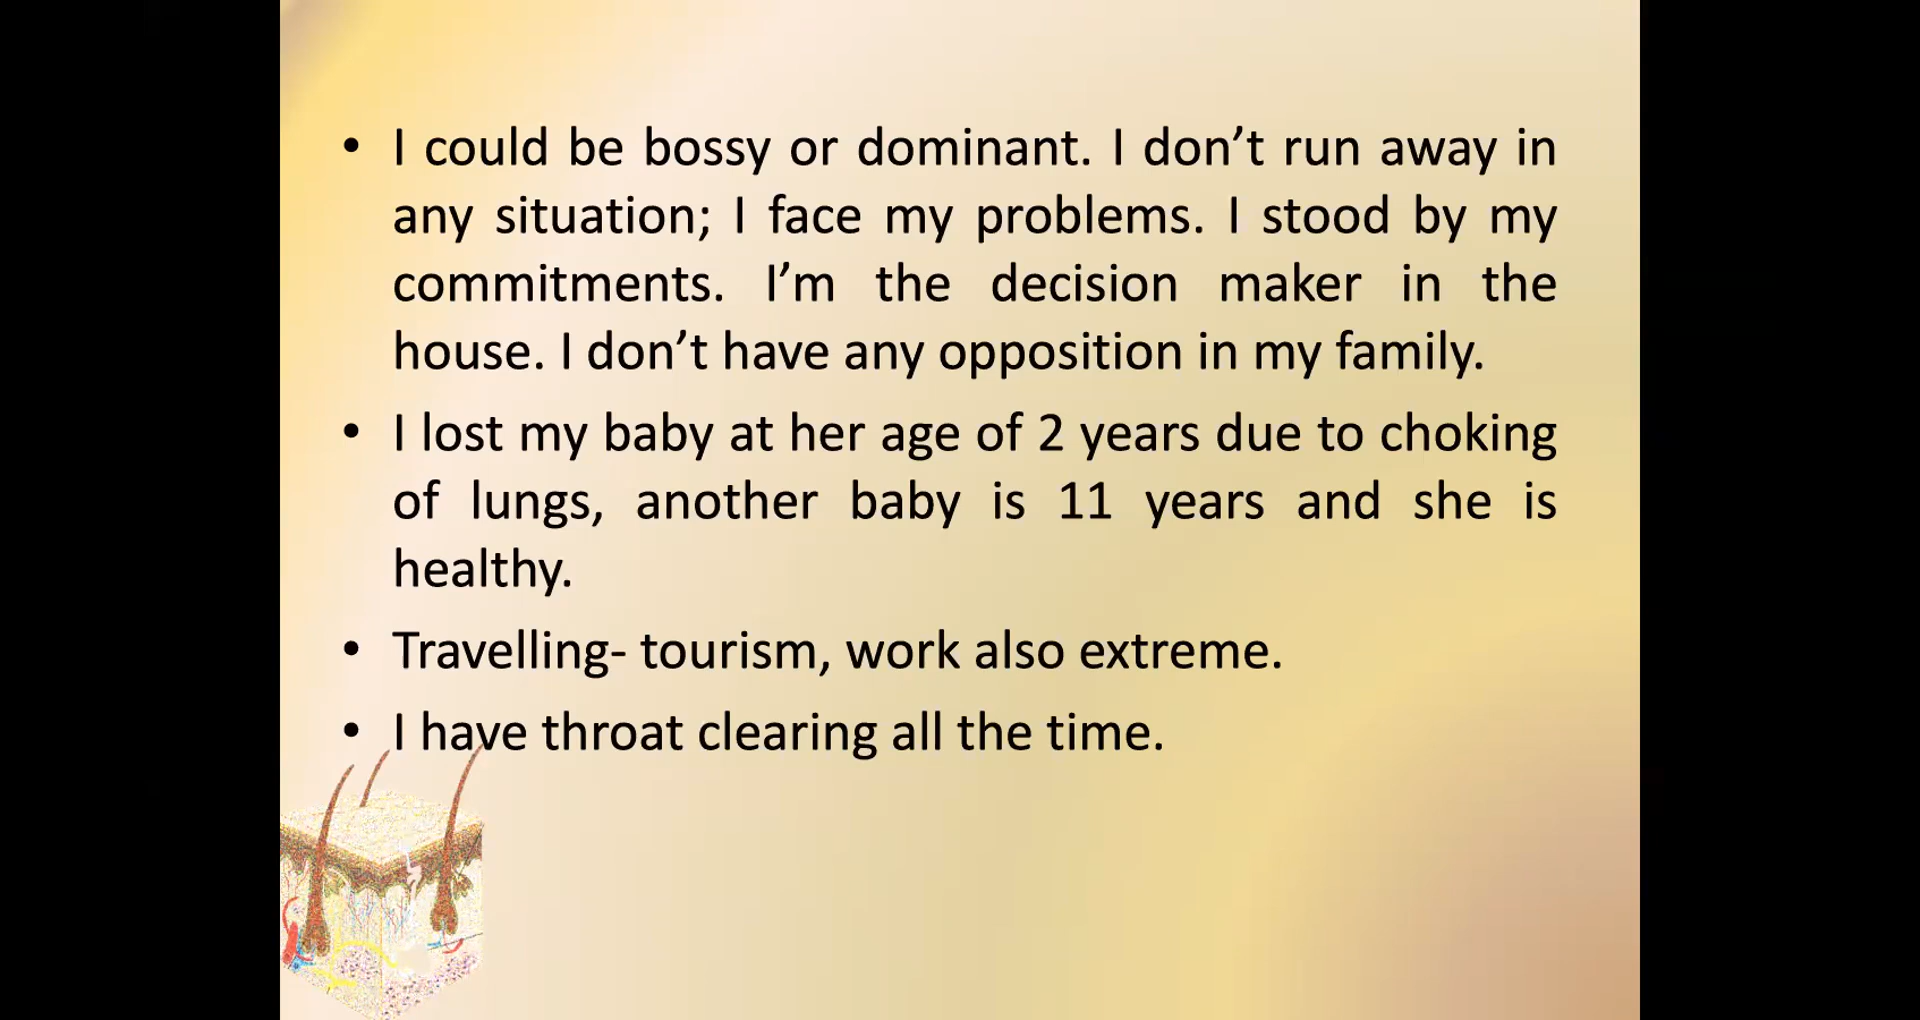 • I could be bossy or dominant. I don’t run away in
any situation; I face my problems. I stood by my
commitments. I’m the decision maker in the
house. I don’t have any opposition in my family.
• I lost my baby at her age of 2 years due to choking
of lungs, another baby is 11 years and she is
healthy.
• Travelling- tourism, work also extreme.
• I have throat clearing all the time.